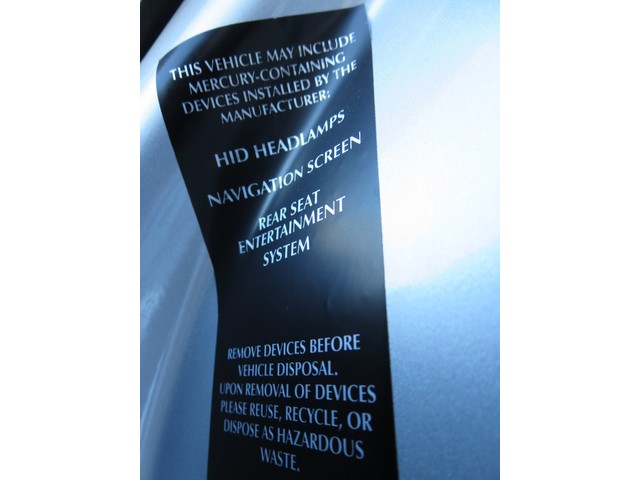 THIS VEHICLE MAY INCLUDE
MERCURY-CONTAINING
DEVICES INSTALLED BY THE
MANUFACTURER:
HID HEADLAMPS
NAVIGATION SCREEN
REAR SEAT
ENTERTAINMENT
SYSTEM
REMOVE DEVICES BEFORE
VEHICLE DISPOSAL.
UPON REMOVAL OF DEVICES
PLEASE REUSE, RECYCLE, OR
DISPOSE AS HAZARDOUS
WASTE.